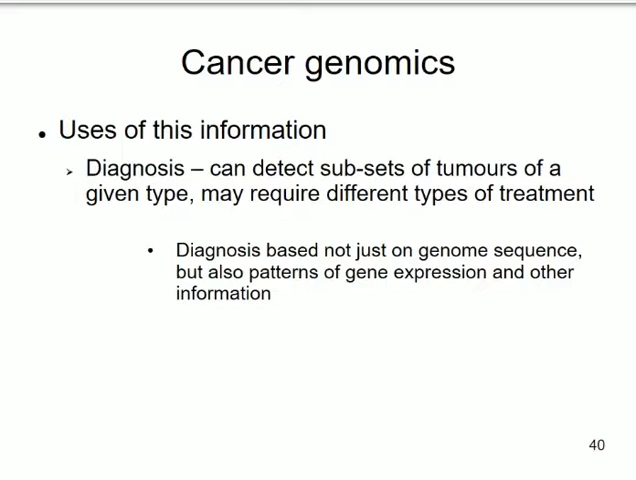 Cancer genomics
• Uses of this information
➢ Diagnosis – can detect sub-sets of tumours of a
given type, may require different types of treatment
• Diagnosis based not just on genome sequence,
but also patterns of gene expression and other
information
40